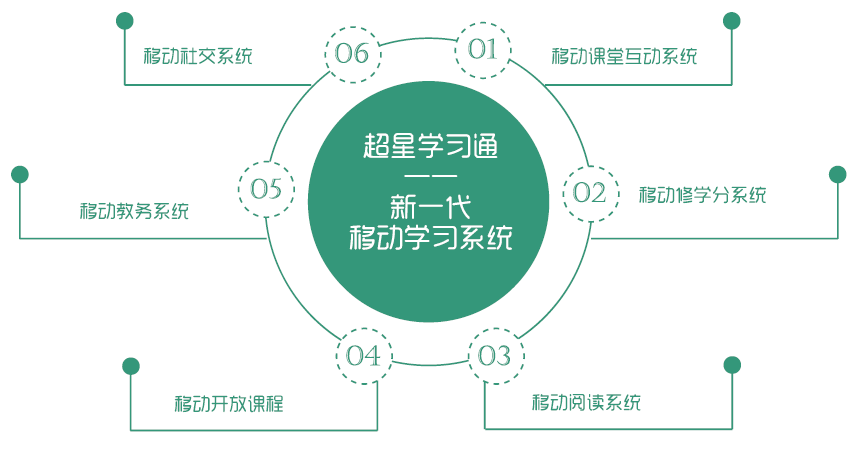 超星学习通
——
新一代
移动学习系统
01
移动课堂互动系统
02
移动修学分系统
03
移动阅读系统
04
移动开放课程
05
移动教务系统
06
移动社交系统